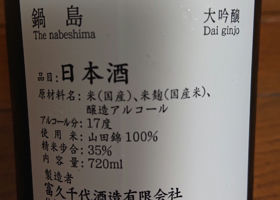 鍋島 大吟醸
The nabeshima Dai ginjo
品目: 日本酒
原材料名: 米(国産)、米麹(国産米)、
醸造アルコール
アルコール分: 17度
使用米: 山田錦100%
精米歩合: 35%
内容量: 720ml
製造者
富久千代酒造有限会社